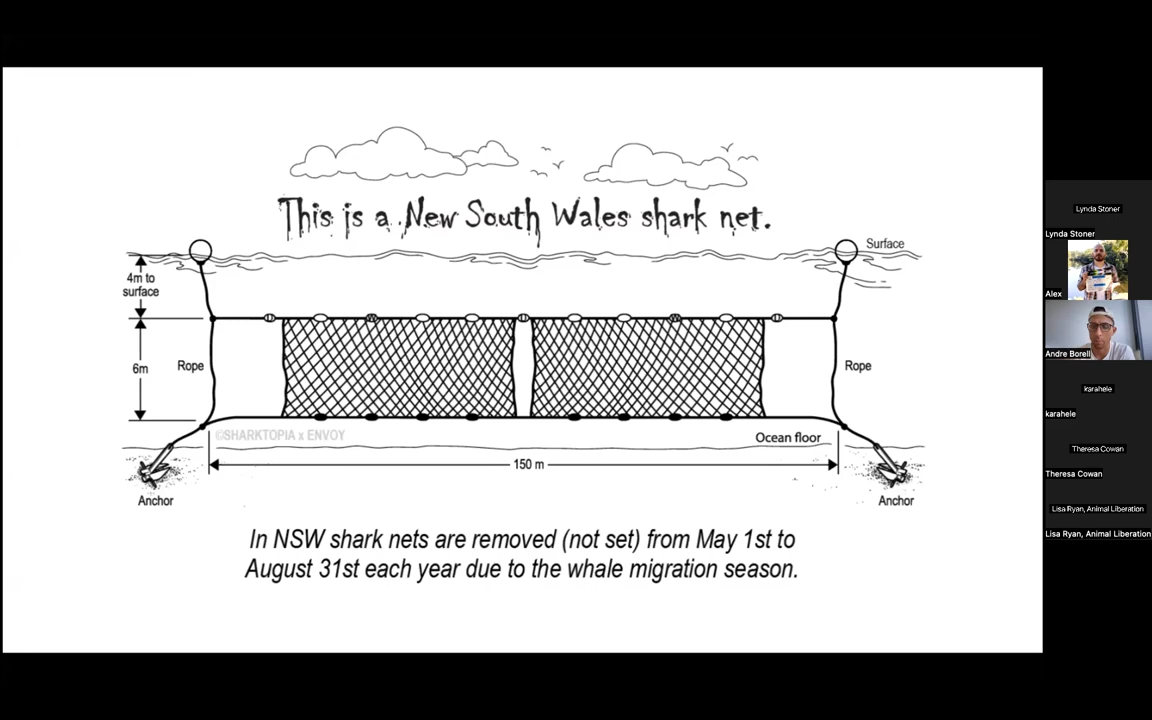 This is a New South Wales shark net.
Surface
4m to
surface
6m
Rope
Rope
©SHARKTOPIA x ENVOY
Ocean floor
150 m
Anchor
Anchor
In NSW shark nets are removed (not set) from May 1st to
August 31st each year due to the whale migration season.
Lynda Stoner
Lynda Stoner
Alex
Andre Borell
karahele
karahele
Theresa Cowan
Theresa Cowan
Lisa Ryan, Animal Liberation
Lisa Ryan, Animal Liberation